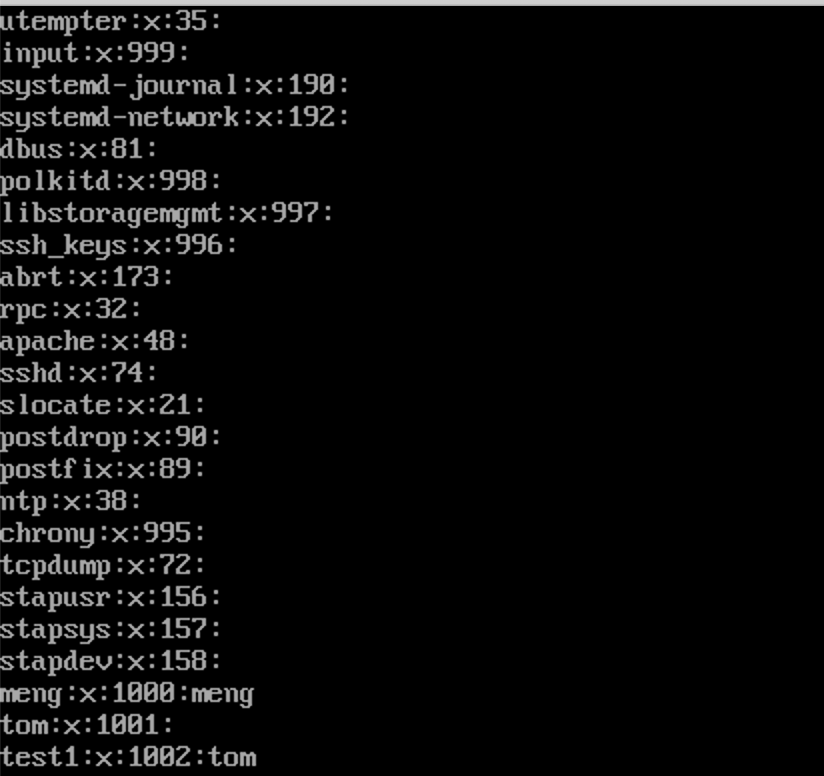 utempter:x:35:
input:x:999:
systemd-journal:x:190:
systemd-network:x:192:
dbus:x:81:
polkitd:x:998:
libstoragemgmt:x:997:
ssh_keys:x:996:
abrt:x:173:
rpc:x:32:
apache:x:48:
sshd:x:74:
slocate:x:21:
postdrop:x:90:
postfix:x:89:
ntp:x:38:
chrony:x:995:
tcpdump:x:72:
stapusr:x:156:
stapsys:x:157:
stapdev:x:158:
meng:x:1000:meng
tom:x:1001:
test1:x:1002:tom